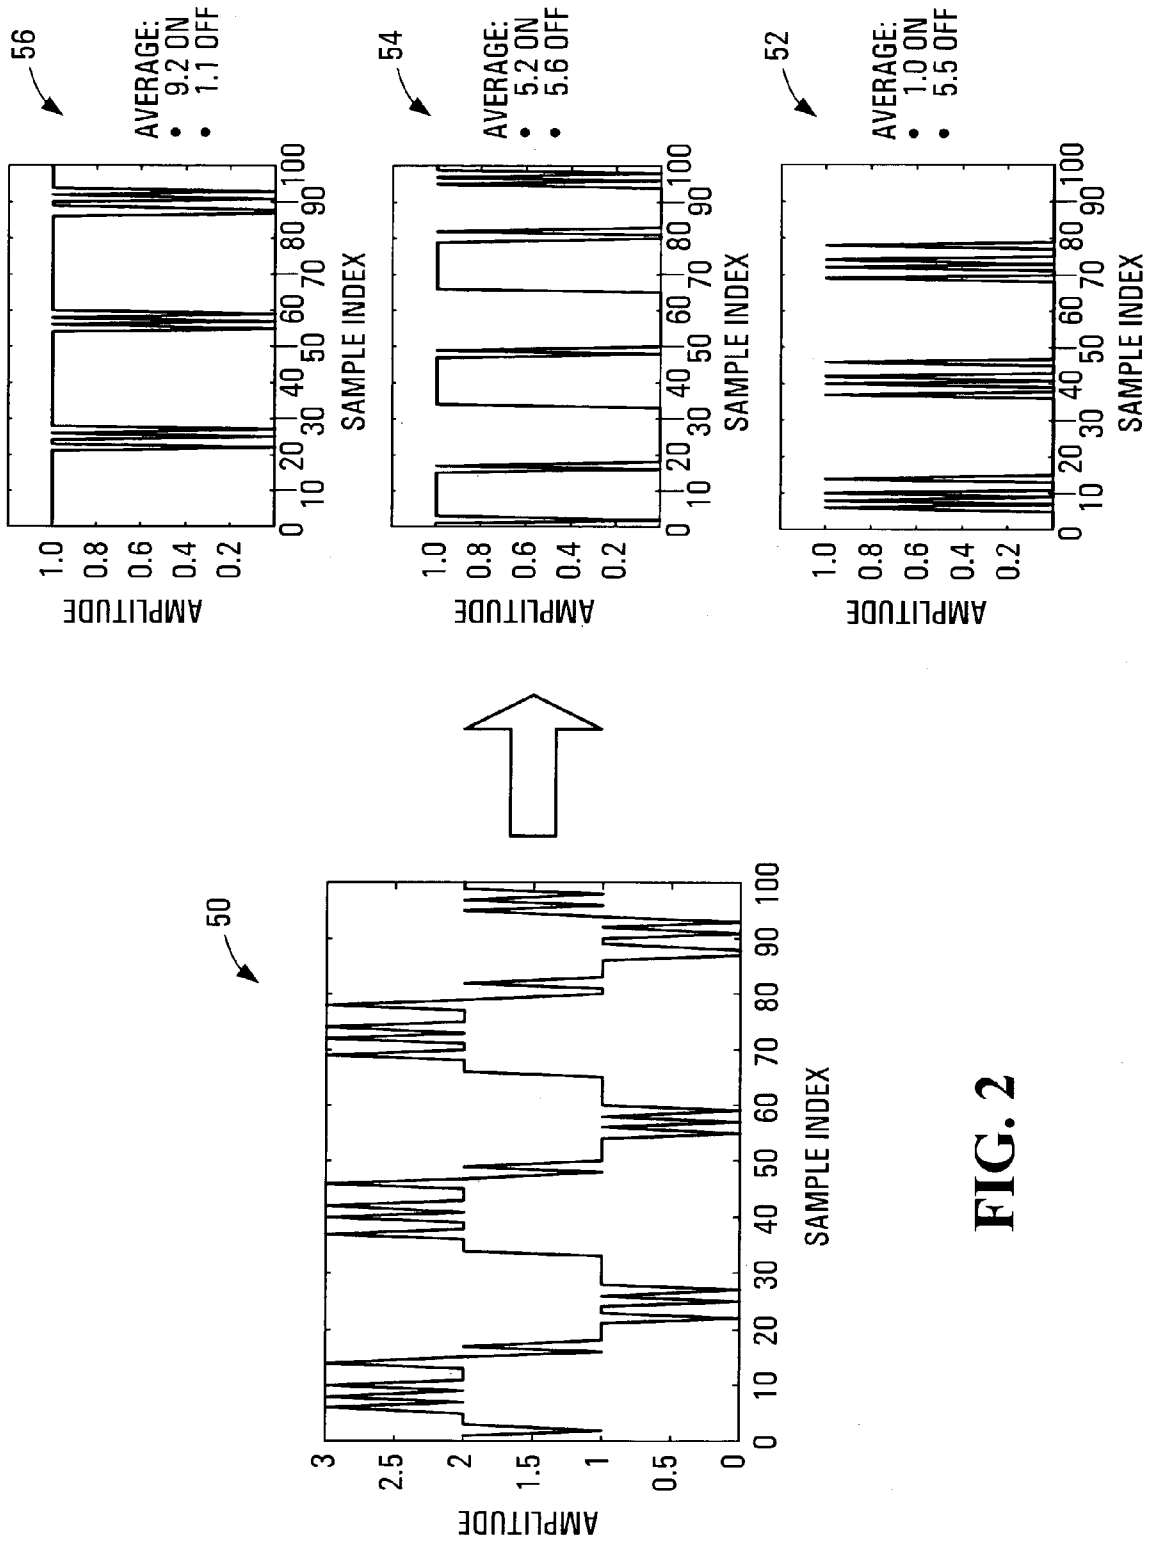 50
AMPLITUDE
3
2.5
2
1.5
1
0.5
0
0 10 20 30 40 50 60 70 80 90 100
SAMPLE INDEX
56
AMPLITUDE
1.0
0.8
0.6
0.4
0.2
0 10 20 30 40 50 60 70 80 90 100
SAMPLE INDEX
AVERAGE:
• 9.2 ON
• 1.1 OFF
54
AMPLITUDE
1.0
0.8
0.6
0.4
0.2
0 10 20 30 40 50 60 70 80 90 100
SAMPLE INDEX
AVERAGE:
• 5.2 ON
• 5.6 OFF
52
AMPLITUDE
1.0
0.8
0.6
0.4
0.2
0 10 20 30 40 50 60 70 80 90 100
SAMPLE INDEX
AVERAGE:
• 1.0 ON
• 5.5 OFF
FIG. 2